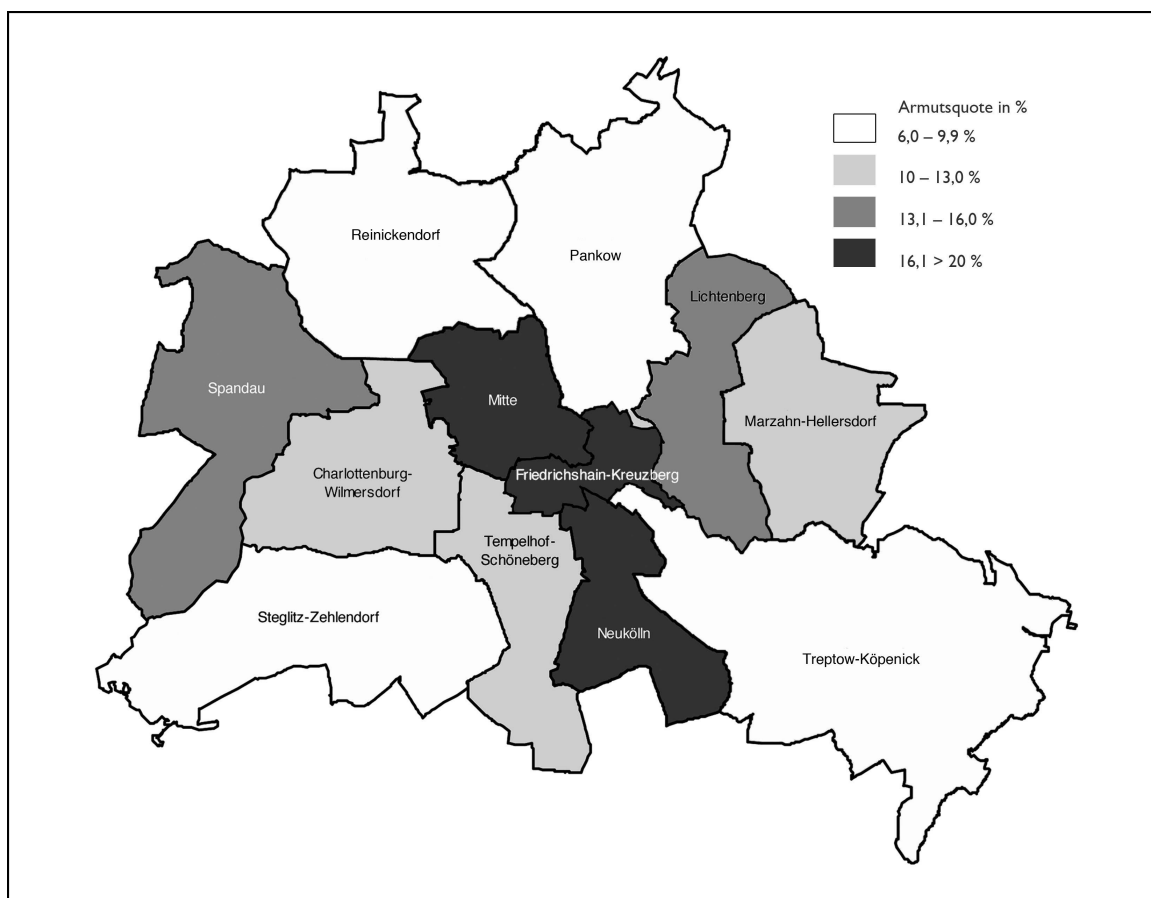 Armutsquote in %
6,0 – 9,9 %
10 – 13,0 %
13,1 – 16,0 %
16,1 > 20 %
Reinickendorf
Pankow
Lichtenberg
Spandau
Mitte
Marzahn-Hellersdorf
Charlottenburg-
Wilmersdorf
Friedrichshain-Kreuzberg
Tempelhof-
Schöneberg
Steglitz-Zehlendorf
Neukölln
Treptow-Köpenick